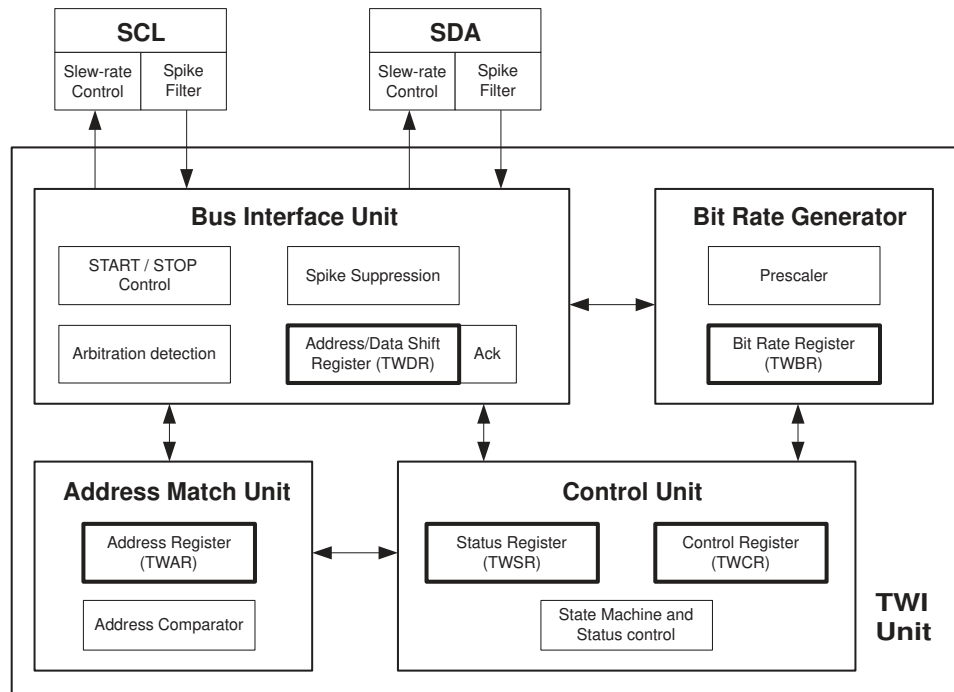 SCL
Slew-rate
Control
Spike
Filter
SDA
Slew-rate
Control
Spike
Filter
Bus Interface Unit
START / STOP
Control
Spike Suppression
Arbitration detection
Address/Data Shift
Register (TWDR)
Ack
Bit Rate Generator
Prescaler
Bit Rate Register
(TWBR)
Address Match Unit
Address Register
(TWAR)
Address Comparator
Control Unit
Status Register
(TWSR)
Control Register
(TWCR)
State Machine and
Status control
TWI
Unit